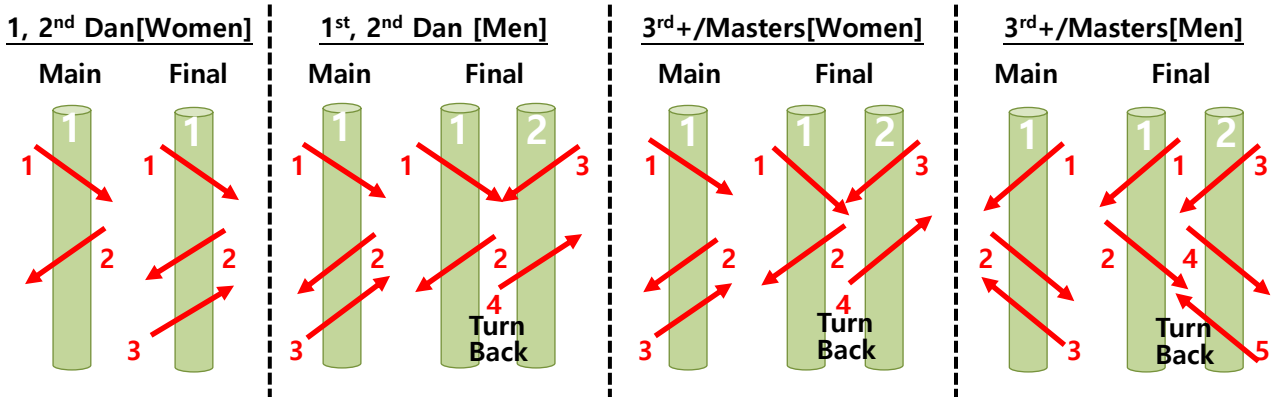 1, 2nd Dan[Women]
Main Final
1 1
1 1
2 2
3
1st, 2nd Dan [Men]
Main Final
1 1 2
1 1 3
2 2
4
3
Turn
Back
3rd+/Masters[Women]
Main Final
1 1 2
1 1 3
2 2
4
3
Turn
Back
3rd+/Masters[Men]
Main Final
1 1 2
1 1 3
2 2 4
3 5
Turn
Back